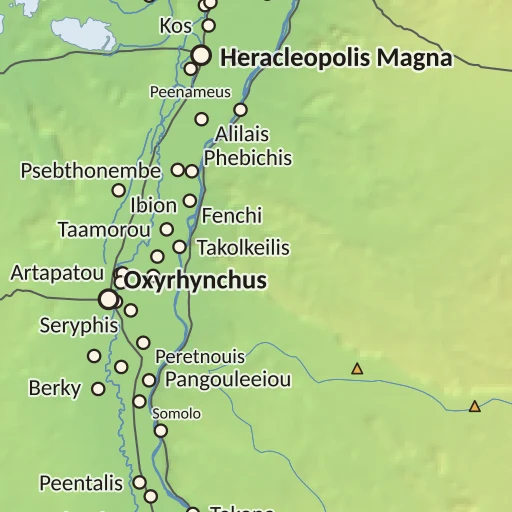 Kos
Heracleopolis Magna
Peenameus
Alilais
Phebichis
Psebthonembe
Ibion
Fenchi
Taamorou
Takolkeilis
Artapatou
Oxyrhynchus
Seryphis
Peretnouis
Pangouleeiou
Berky
Somolo
Peentalis